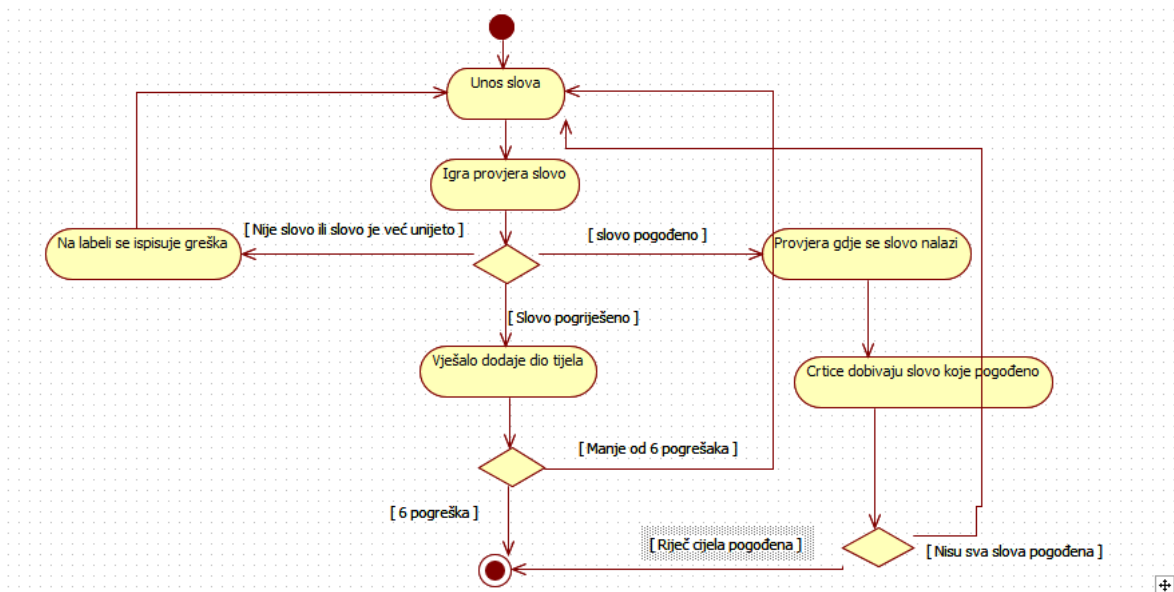 Unos slova
Igra provjera slovo
[ Nije slovo ili slovo je već unijeto ]
[ slovo pogođeno ]
Na labeli se ispisuje greška
Provjera gdje se slovo nalazi
[ Slovo pogriješeno ]
Vješalo dodaje dio tijela
Crtice dobivaju slovo koje pogođeno
[ Manje od 6 pogrešaka ]
[ 6 pogreška ]
[ Riječ cijela pogođena ]
[ Nisu sva slova pogođena ]